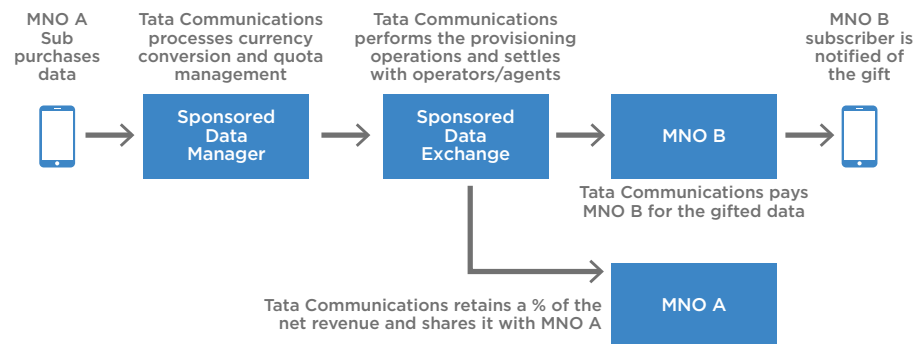 MNO A
Sub
purchases
data
Tata Communications
processes currency
conversion and quota
management
Tata Communications
performs the provisioning
operations and settles
with operators/agents
MNO B
subscriber is
notified of
the gift
Sponsored
Data
Manager
Sponsored
Data
Exchange
MNO B
Tata Communications pays
MNO B for the gifted data
Tata Communications retains a % of the
net revenue and shares it with MNO A
MNO A